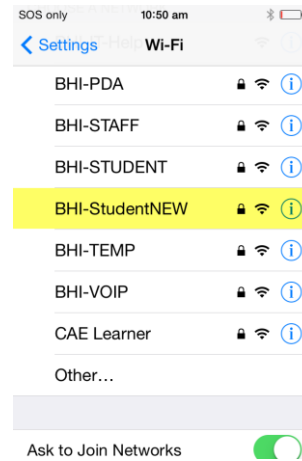 SOS only 10:50 am
Settings Wi-Fi
BHI-PDA
BHI-STAFF
BHI-STUDENT
BHI-StudentNEW
BHI-TEMP
BHI-VOIP
CAE Learner
Other...
Ask to Join Networks